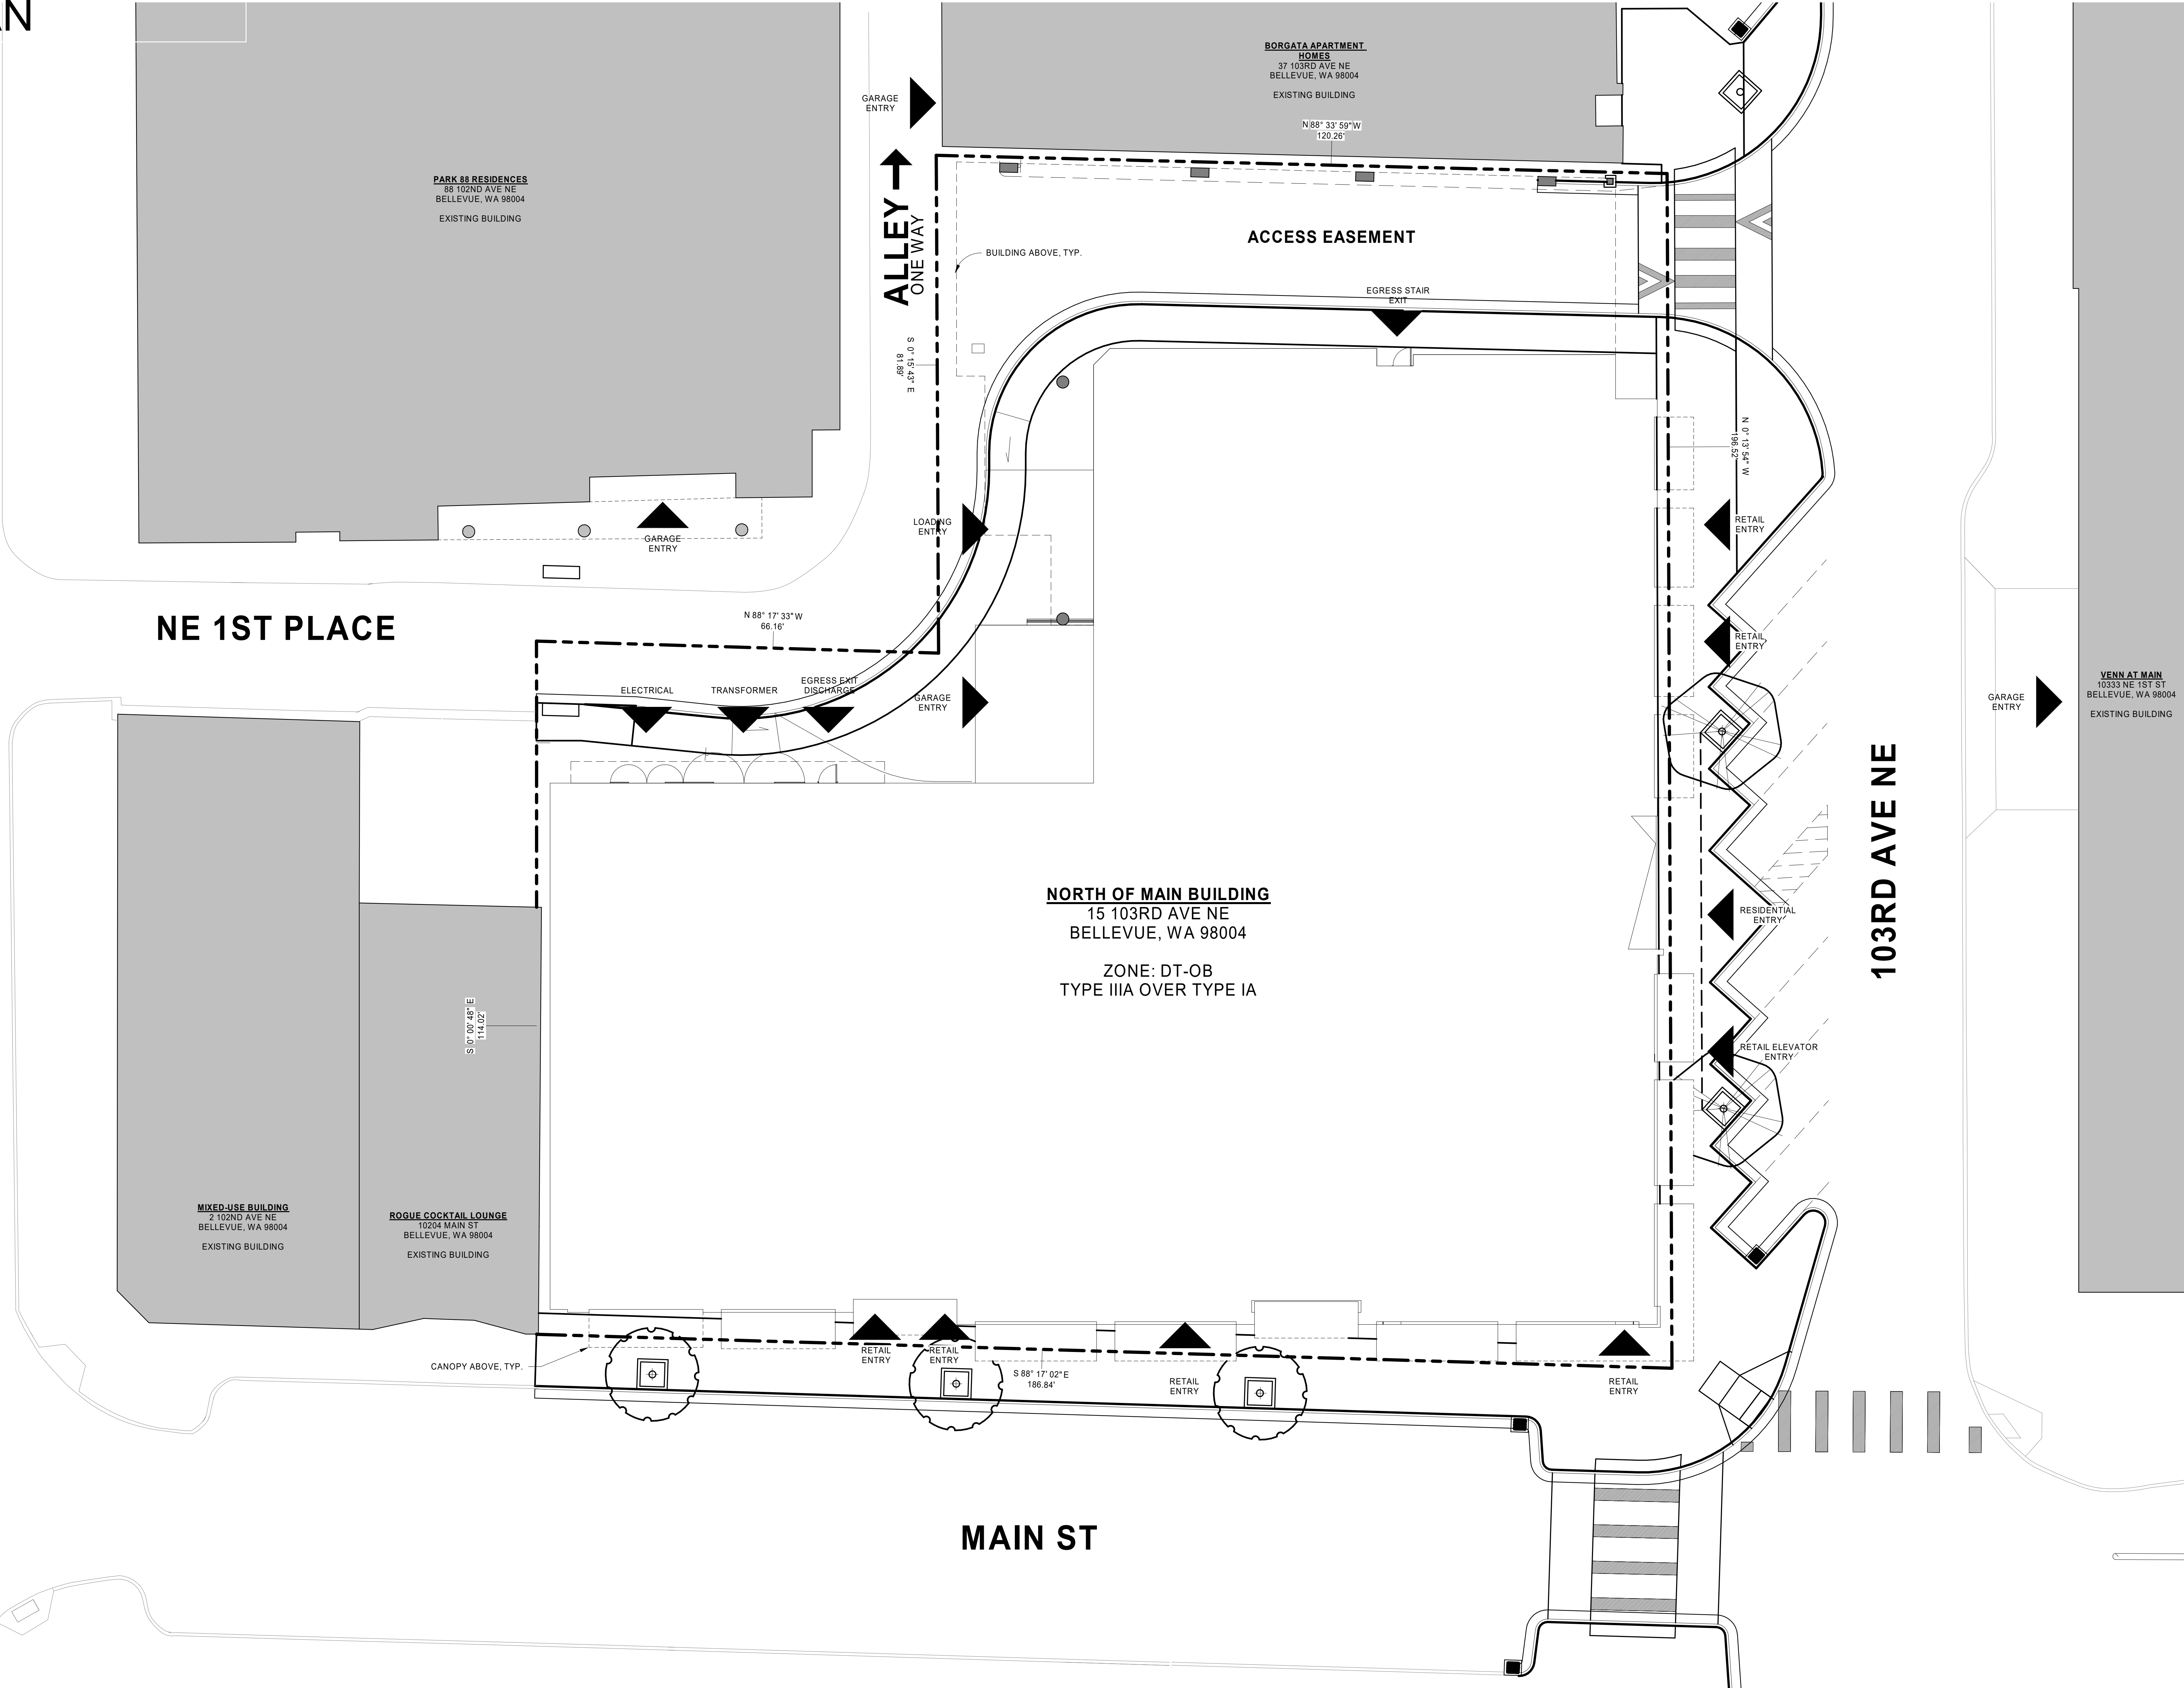 AN
BORGATA APARTMENT
HOMES
37 103RD AVE NE
BELLEVUE, WA 98004
EXISTING BUILDING
GARAGE
ENTRY
N 88° 33' 59" W
120.26'
PARK 88 RESIDENCES
88 102ND AVE NE
BELLEVUE, WA 98004
EXISTING BUILDING
ALLEY
ONE WAY
ACCESS EASEMENT
BUILDING ABOVE, TYP.
EGRESS STAIR
EXIT
S 0° 15' 43" E
81.89'
N 0° 13' 54" W
196.52
LOADING
ENTRY
RETAIL
ENTRY
GARAGE
ENTRY
NE 1ST PLACE
N 88° 17' 33" W
66.16'
RETAIL
ENTRY
ELECTRICAL
TRANSFORMER
EGRESS EXIT
DISCHARGE
GARAGE
ENTRY
GARAGE
ENTRY
VENN AT MAIN
10333 NE 1ST ST
BELLEVUE, WA 98004
EXISTING BUILDING
103RD AVE NE
NORTH OF MAIN BUILDING
15 103RD AVE NE
BELLEVUE, WA 98004
ZONE: DT-OB
TYPE IIIA OVER TYPE IA
RESIDENTIAL
ENTRY
S 0° 00' 48" E
114.02'
RETAIL ELEVATOR
ENTRY
MIXED-USE BUILDING
2 102ND AVE NE
BELLEVUE, WA 98004
EXISTING BUILDING
ROGUE COCKTAIL LOUNGE
10204 MAIN ST
BELLEVUE, WA 98004
EXISTING BUILDING
CANOPY ABOVE, TYP.
RETAIL
ENTRY
RETAIL
ENTRY
S 88° 17' 02" E
186.84'
RETAIL
ENTRY
RETAIL
ENTRY
MAIN ST